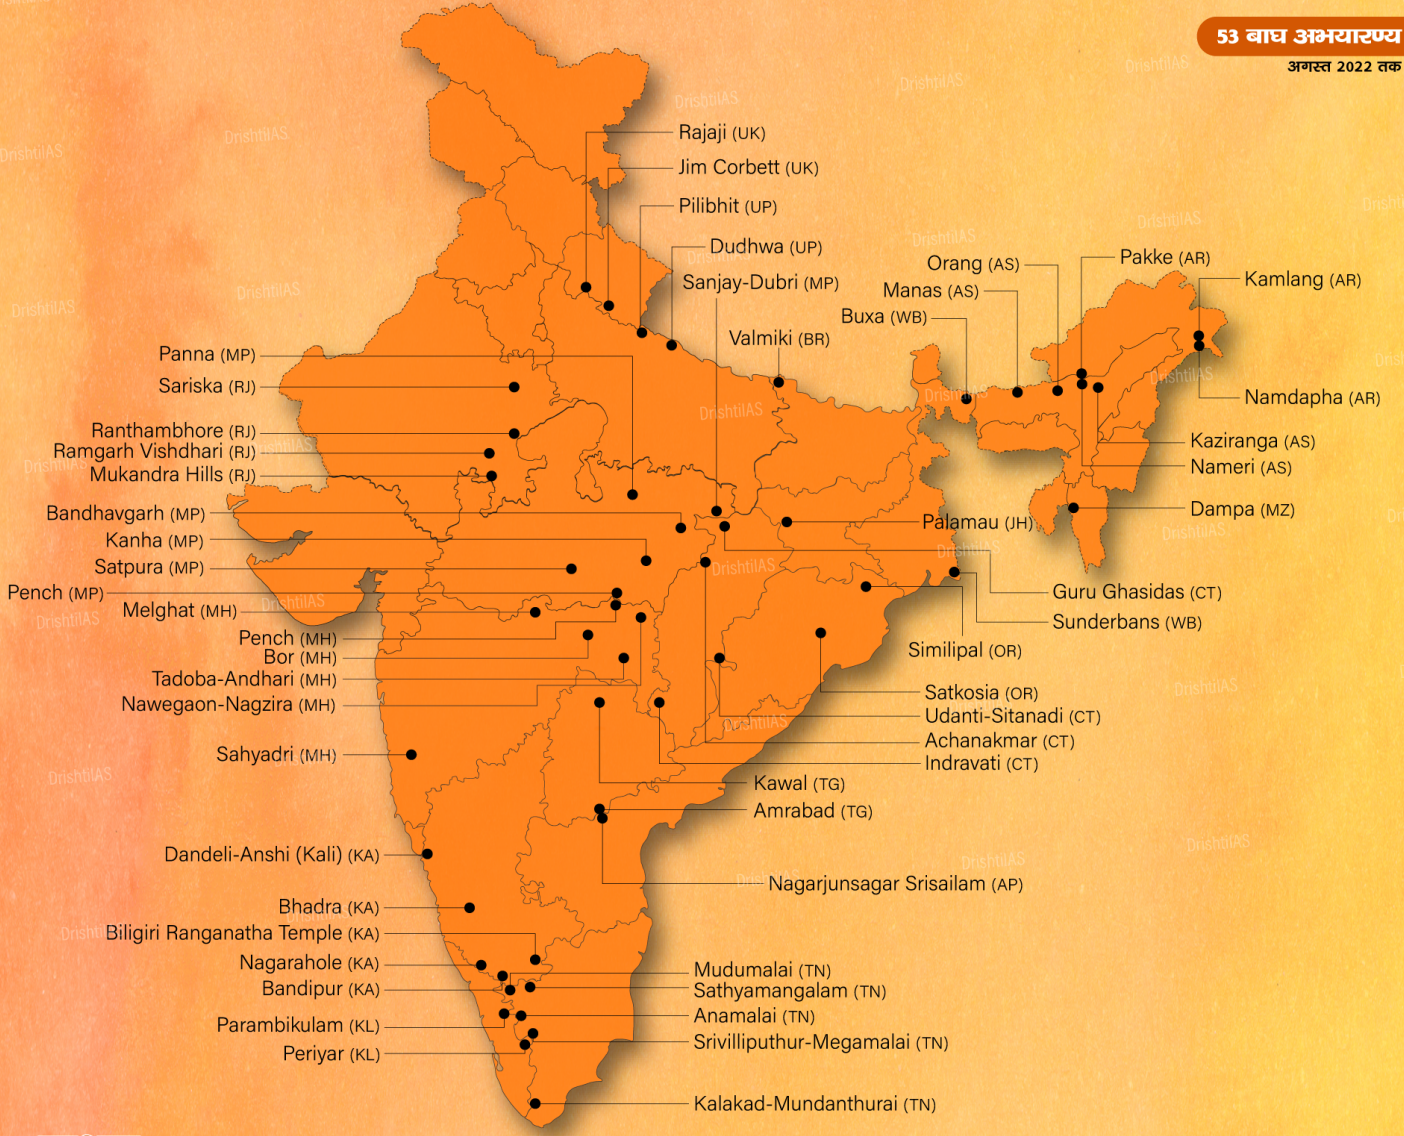 53 बाघ अभयारण्य
अगस्त 2022 तक
Rajaji (UK)
Jim Corbett (UK)
Pilibhit (UP)
Dudhwa (UP)
Sanjay-Dubri (MP)
Valmiki (BR)
Orang (AS)
Manas (AS)
Buxa (WB)
Pakke (AR)
Kamlang (AR)
Namdapha (AR)
Kaziranga (AS)
Nameri (AS)
Dampa (MZ)
Panna (MP)
Sariska (RJ)
Ranthambhore (RJ)
Ramgarh Vishdhari (RJ)
Mukandra Hills (RJ)
Bandhavgarh (MP)
Kanha (MP)
Satpura (MP)
Pench (MP)
Melghat (MH)
Pench (MH)
Bor (MH)
Tadoba-Andhari (MH)
Nawegaon-Nagzira (MH)
Sahyadri (MH)
Palamau (JH)
Guru Ghasidas (CT)
Sunderbans (WB)
Similipal (OR)
Satkosia (OR)
Udanti-Sitanadi (CT)
Achanakmar (CT)
Indravati (CT)
Kawal (TG)
Amrabad (TG)
Nagarjunsagar Srisailam (AP)
Dandeli-Anshi (Kali) (KA)
Bhadra (KA)
Biligiri Ranganatha Temple (KA)
Nagarahole (KA)
Bandipur (KA)
Parambikulam (KL)
Periyar (KL)
Mudumalai (TN)
Sathyamangalam (TN)
Anamalai (TN)
Srivilliputhur-Megamalai (TN)
Kalakad-Mundanthurai (TN)
DrishtiIAS